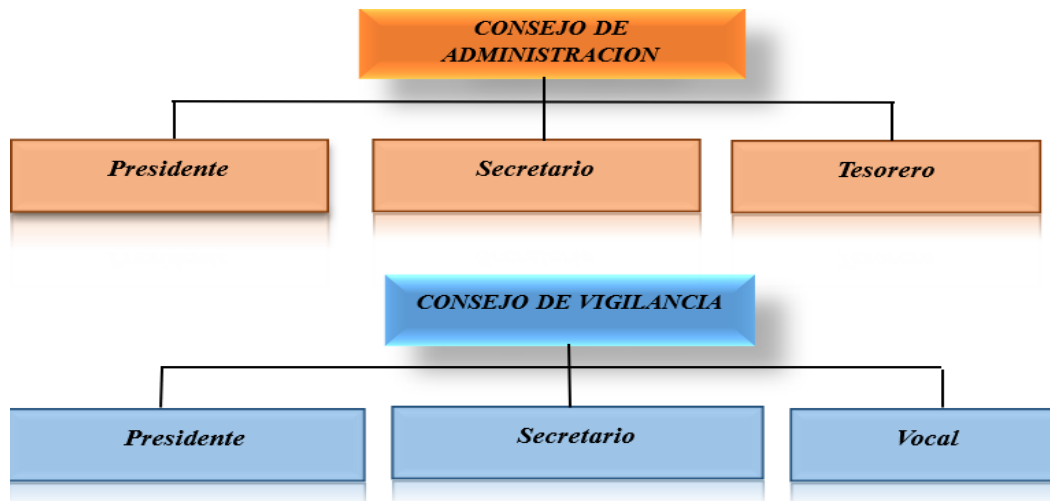 CONSEJO DE
ADMINISTRACION
Presidente
Secretario
Tesorero
CONSEJO DE VIGILANCIA
Presidente
Secretario
Vocal